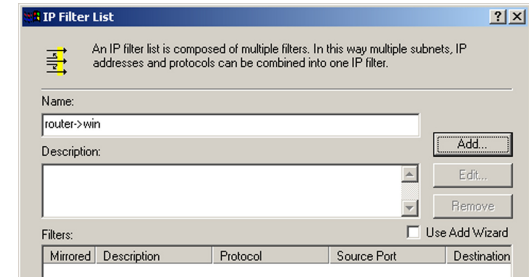 IP Filter List
An IP filter list is composed of multiple filters. In this way multiple subnets, IP
addresses and protocols can be combined into one IP filter.
Name:
router->win
Add...
Description:
Edit...
Remove
Filters:
Use Add Wizard
Mirrored Description Protocol Source Port Destination